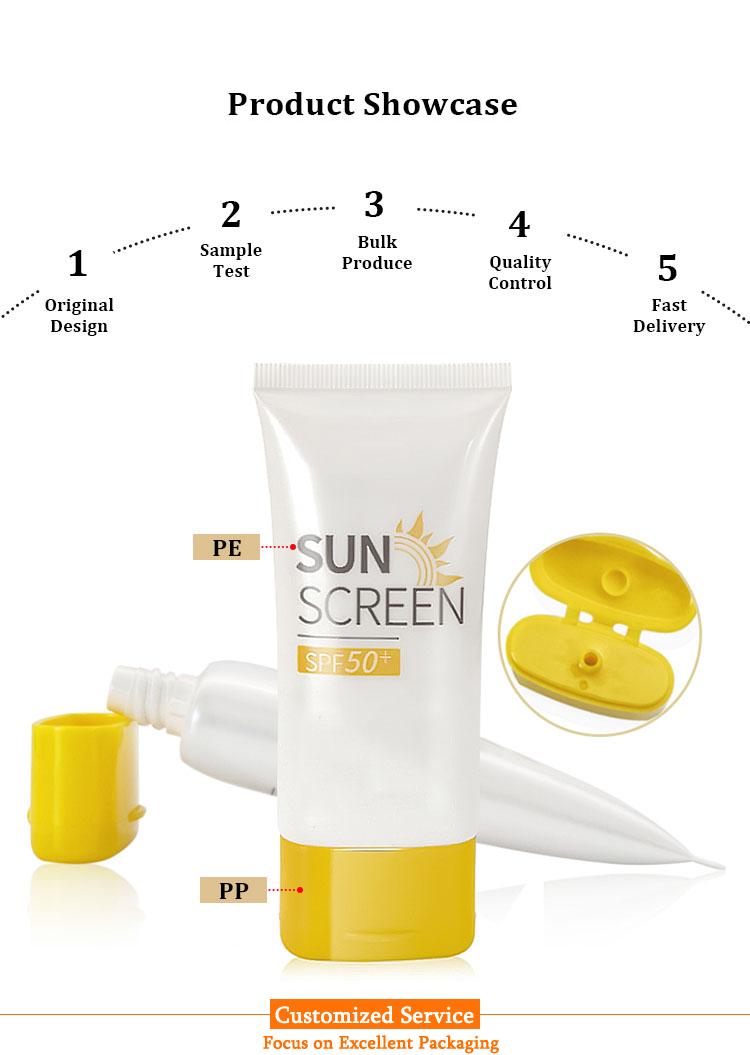 Product Showcase
1
Original
Design
2
Sample
Test
3
Bulk
Produce
4
Quality
Control
5
Fast
Delivery
PE
SUN
SCREEN
SPF50+
PP
Customized Service
Focus on Excellent Packaging